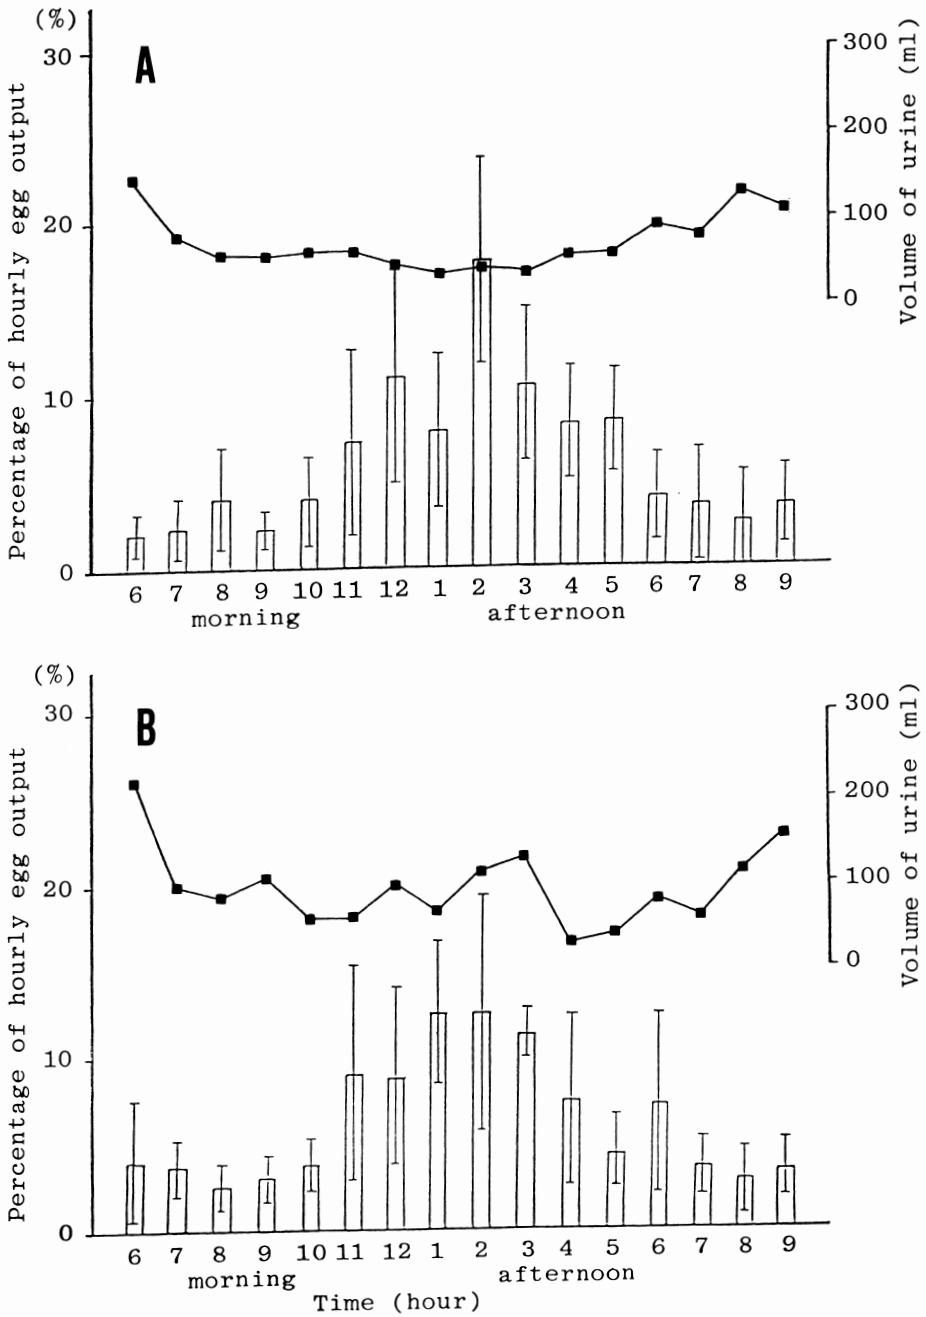 (%)
A
30
20
10
0
Percentage of hourly egg output
300
200
100
0
Volume of urine (ml)
6 7 8 9 10 11 12 1 2 3 4 5 6 7 8 9
morning afternoon
(%)
B
30
20
10
0
Percentage of hourly egg output
300
200
100
0
Volume of urine (ml)
6 7 8 9 10 11 12 1 2 3 4 5 6 7 8 9
morning afternoon
Time (hour)